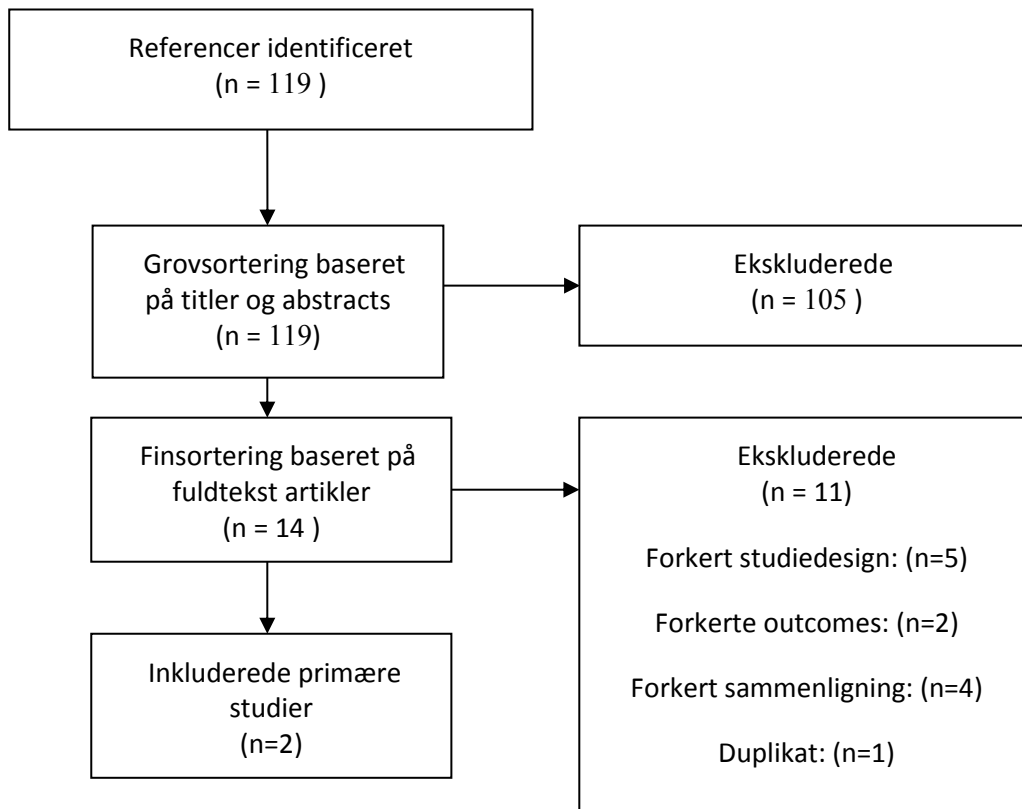 Referencer identificeret
(n = 119 )
Grovsortering baseret
på titler og abstracts
(n = 119)
Ekskluderede
(n = 105 )
Finsortering baseret på
fuldtekst artikler
(n = 14 )
Ekskluderede
(n = 11)
Forkert studiedesign: (n=5)
Forkerte outcomes: (n=2)
Forkert sammenligning: (n=4)
Duplikat: (n=1)
Inkluderede primære
studier
(n=2)